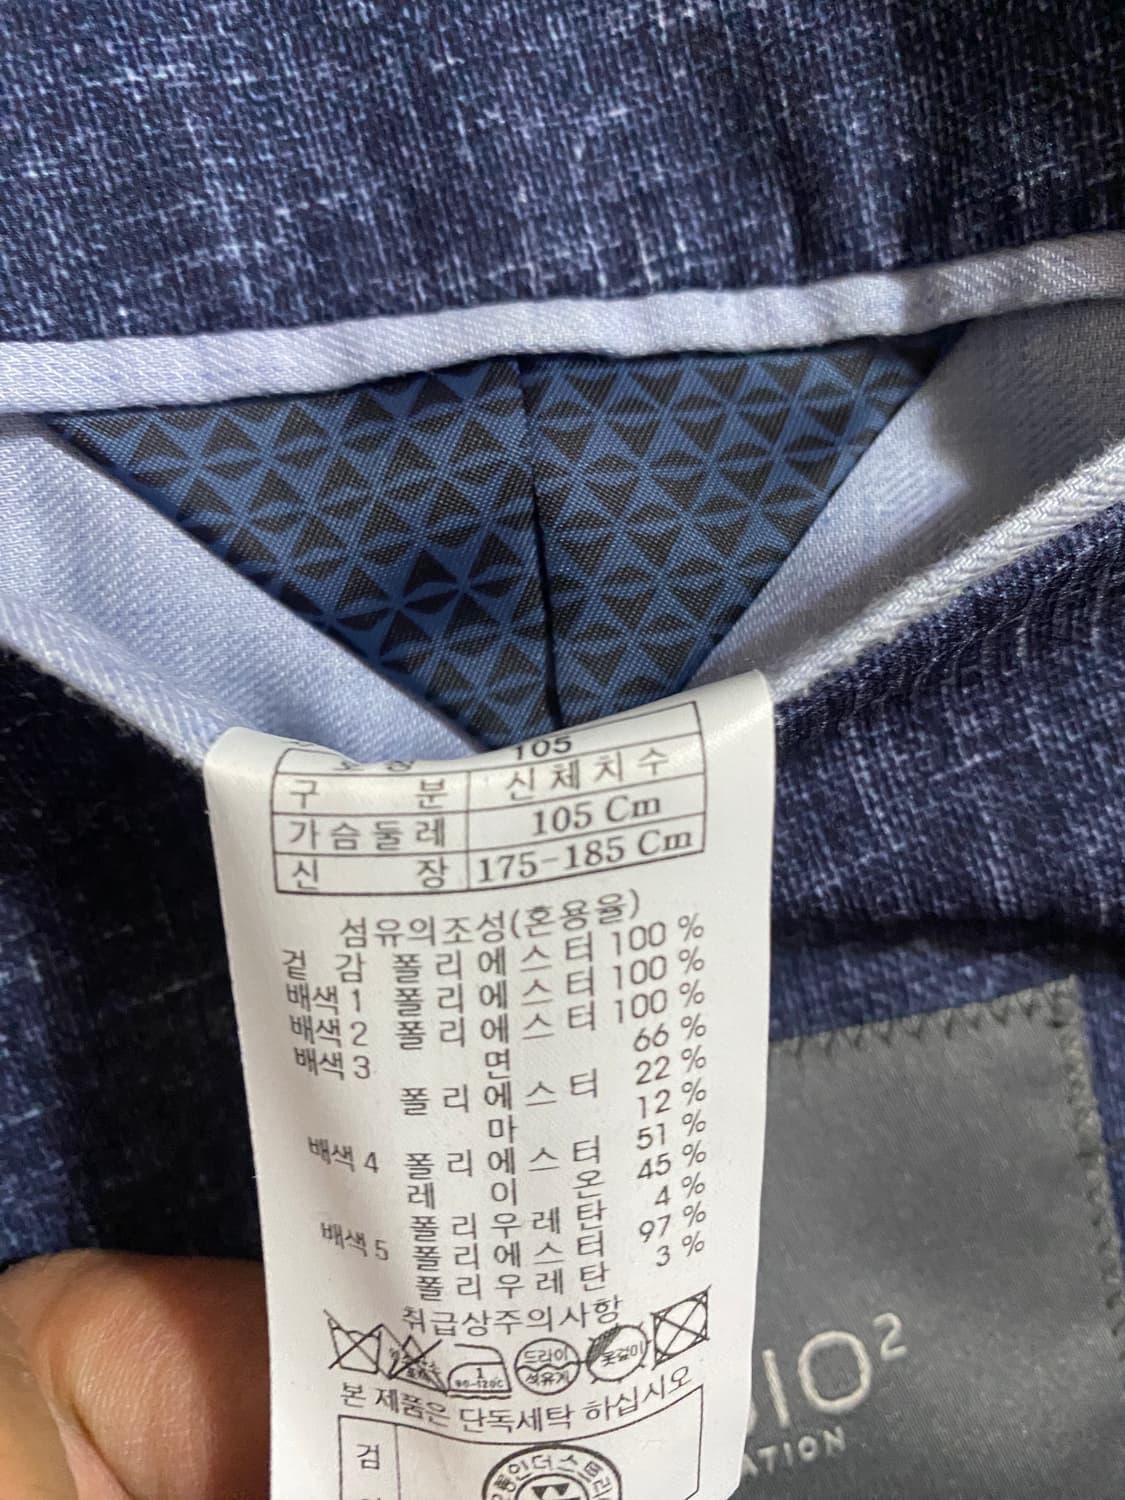 105
구 분 신체치수
가슴둘레 105 Cm
신 장 175-185 Cm
섬유의조성(혼용율)
겉 감 폴리에스터 100 %
배색1 폴리에스터 100 %
배색2 폴리에스터 100 %
배색3 면 66 %
폴리에스터 22 %
마 12 %
배색4 폴리에스터 51 %
레이온 45 %
폴리우레탄 4 %
배색5 폴리에스터 97 %
폴리우레탄 3 %
취급상주의사항
드라이
석유계
옷걸이
본 제품은 단독세탁 하십시오
검
IO²
ATION